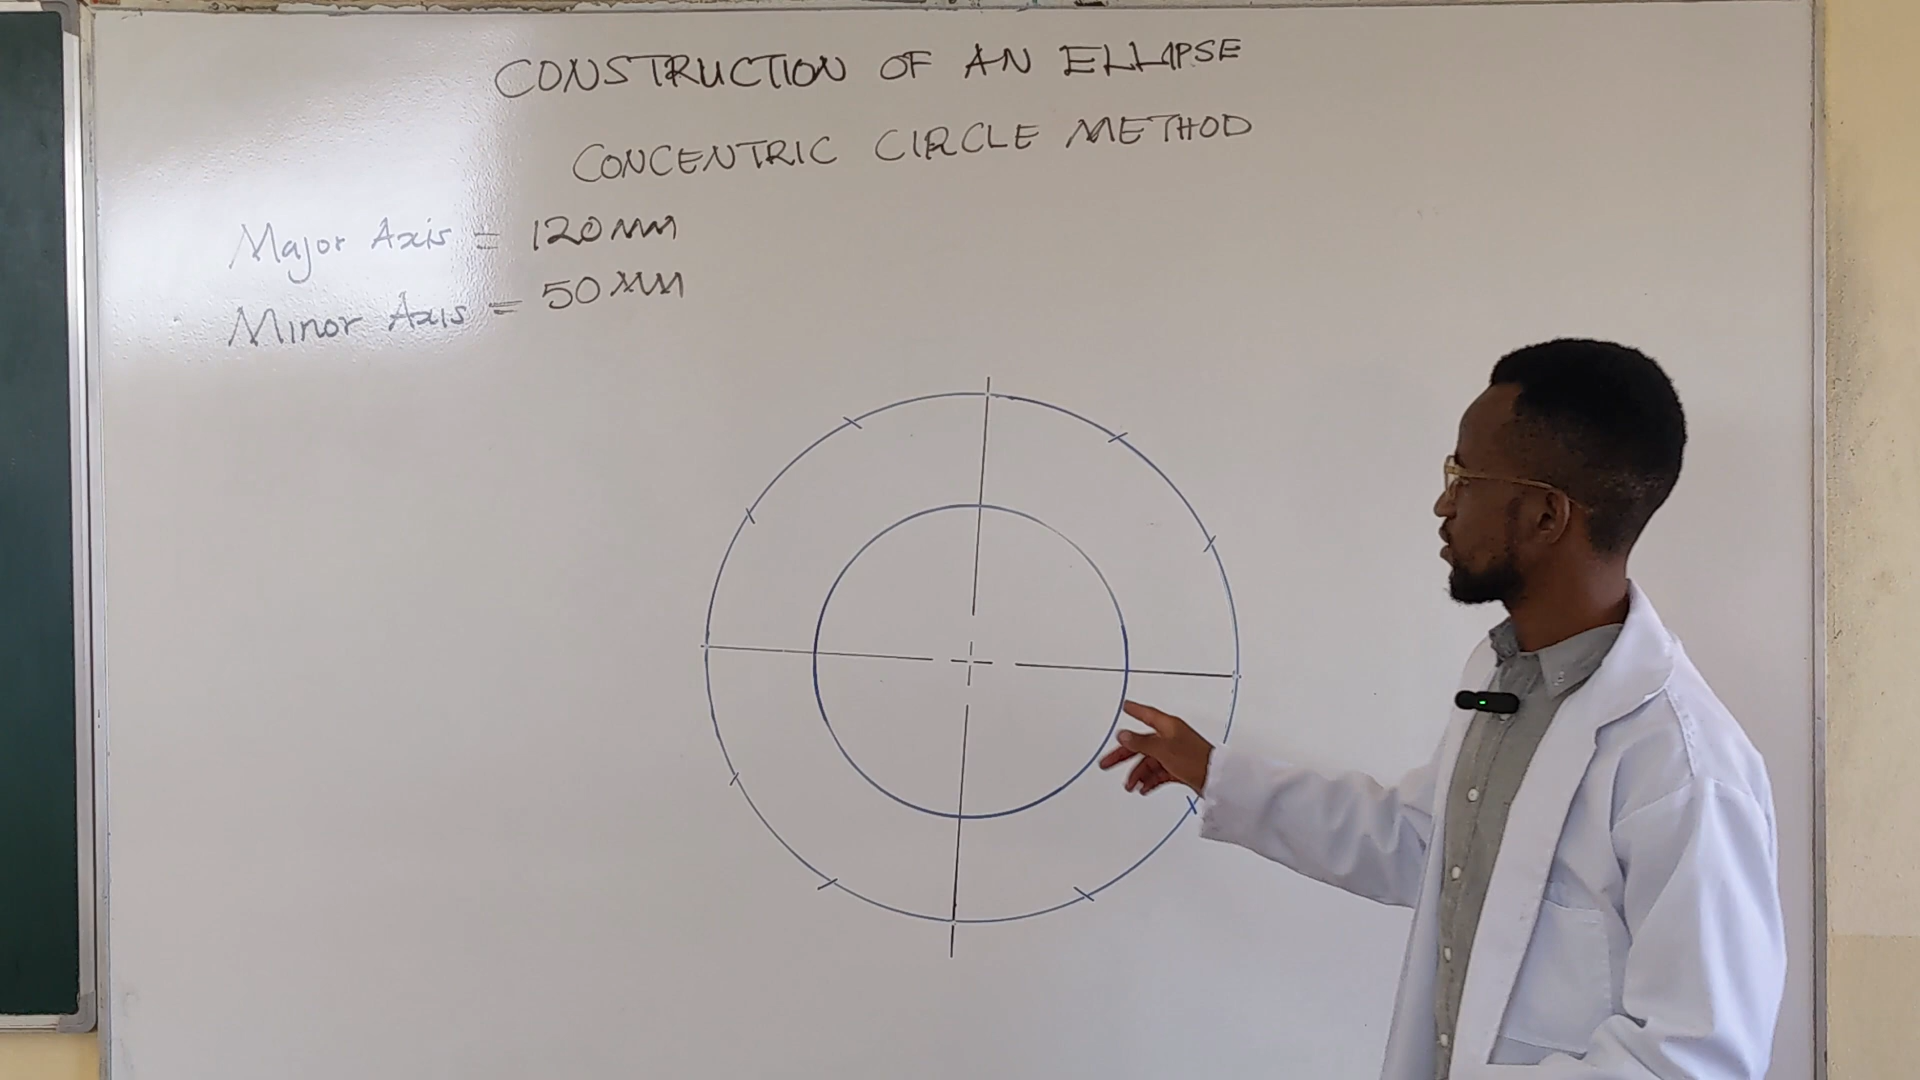 CONSTRUCTION OF AN ELLIPSE
CONCENTRIC CIRCLE METHOD
Major Axis = 120MM
Minor Axis = 50MM